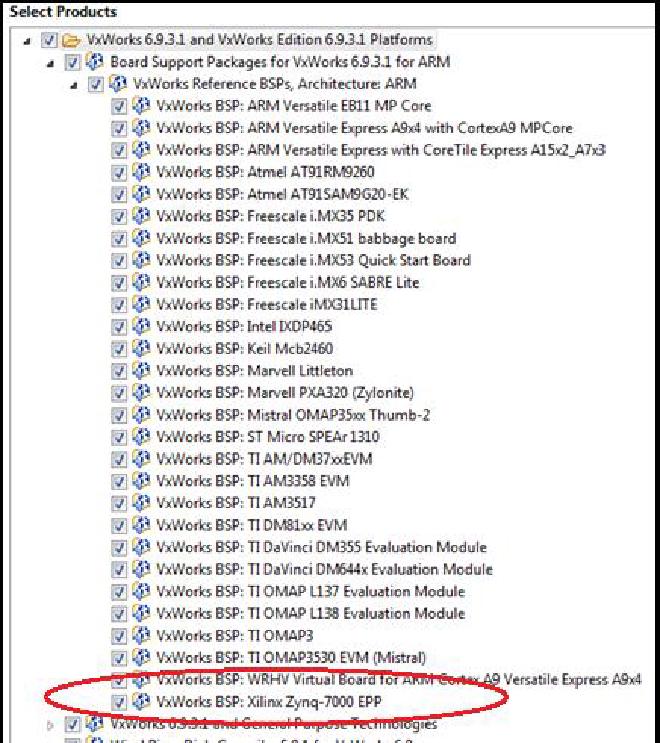 Select Products
VxWorks 6.9.3.1 and VxWorks Edition 6.9.3.1 Platforms
Board Support Packages for VxWorks 6.9.3.1 for ARM
VxWorks Reference BSPs, Architecture: ARM
VxWorks BSP: ARM Versatile EB11 MP Core
VxWorks BSP: ARM Versatile Express A9x4 with CortexA9 MPCore
VxWorks BSP: ARM Versatile Express with CoreTile Express A15x2_A7x3
VxWorks BSP: Atmel AT91RM9260
VxWorks BSP: Atmel AT91SAM9G20-EK
VxWorks BSP: Freescale i.MX35 PDK
VxWorks BSP: Freescale i.MX51 babbage board
VxWorks BSP: Freescale i.MX53 Quick Start Board
VxWorks BSP: Freescale i.MX6 SABRE Lite
VxWorks BSP: Freescale iMX31LITE
VxWorks BSP: Intel IXDP465
VxWorks BSP: Keil Mcb2460
VxWorks BSP: Marvell Littleton
VxWorks BSP: Marvell PXA320 (Zylonite)
VxWorks BSP: Mistral OMAP35xx Thumb-2
VxWorks BSP: ST Micro SPEAr 1310
VxWorks BSP: TI AM/DM37xxEVM
VxWorks BSP: TI AM3358 EVM
VxWorks BSP: TI AM3517
VxWorks BSP: TI DM81xx EVM
VxWorks BSP: TI DaVinci DM355 Evaluation Module
VxWorks BSP: TI DaVinci DM644x Evaluation Module
VxWorks BSP: TI OMAP L137 Evaluation Module
VxWorks BSP: TI OMAP L138 Evaluation Module
VxWorks BSP: TI OMAP3
VxWorks BSP: TI OMAP3530 EVM (Mistral)
VxWorks BSP: WRHV Virtual Board for ARM Cortex A9 Versatile Express A9x4
VxWorks BSP: Xilinx Zynq-7000 EPP
VxWorks 6.9.3.1 and General Purpose Technologies